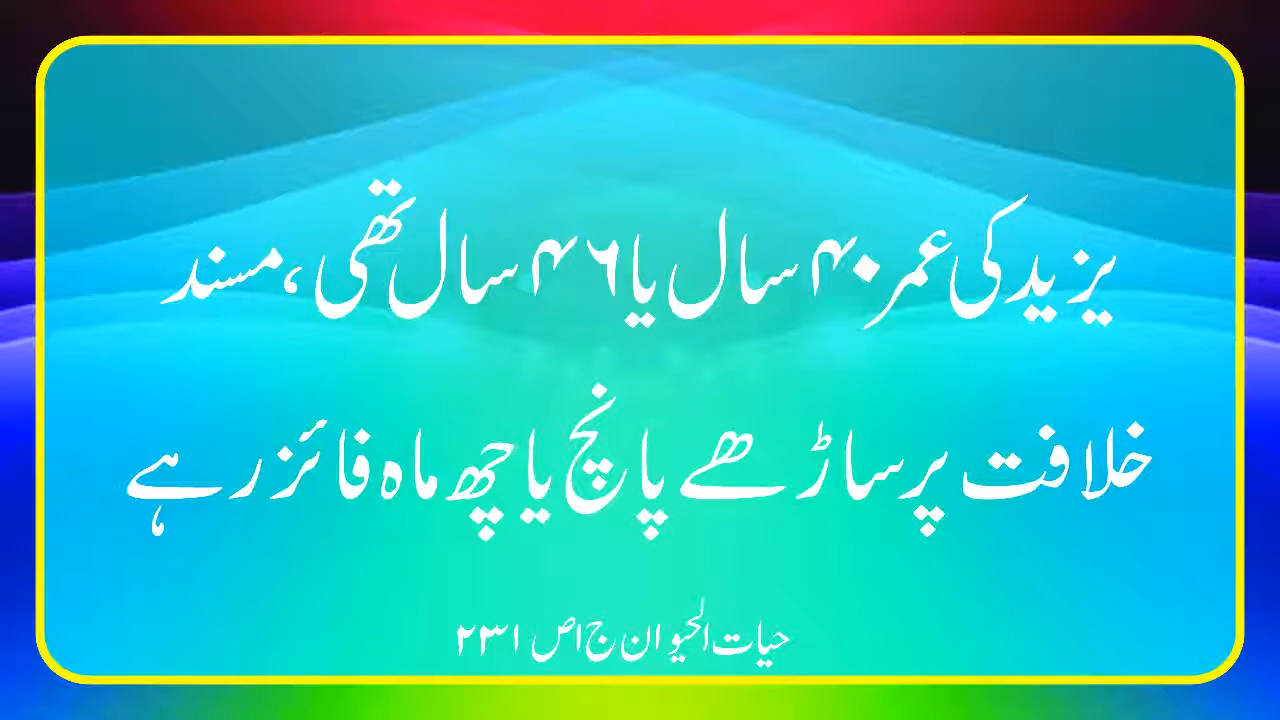 یزید کی عمر ۴۰ سال یا ۴۶ سال تھی، مسند
خلافت پر ساڑھے پانچ یا چھ ماہ فائز رہے
حیات الحیوان ج ا ص ۲۳۱